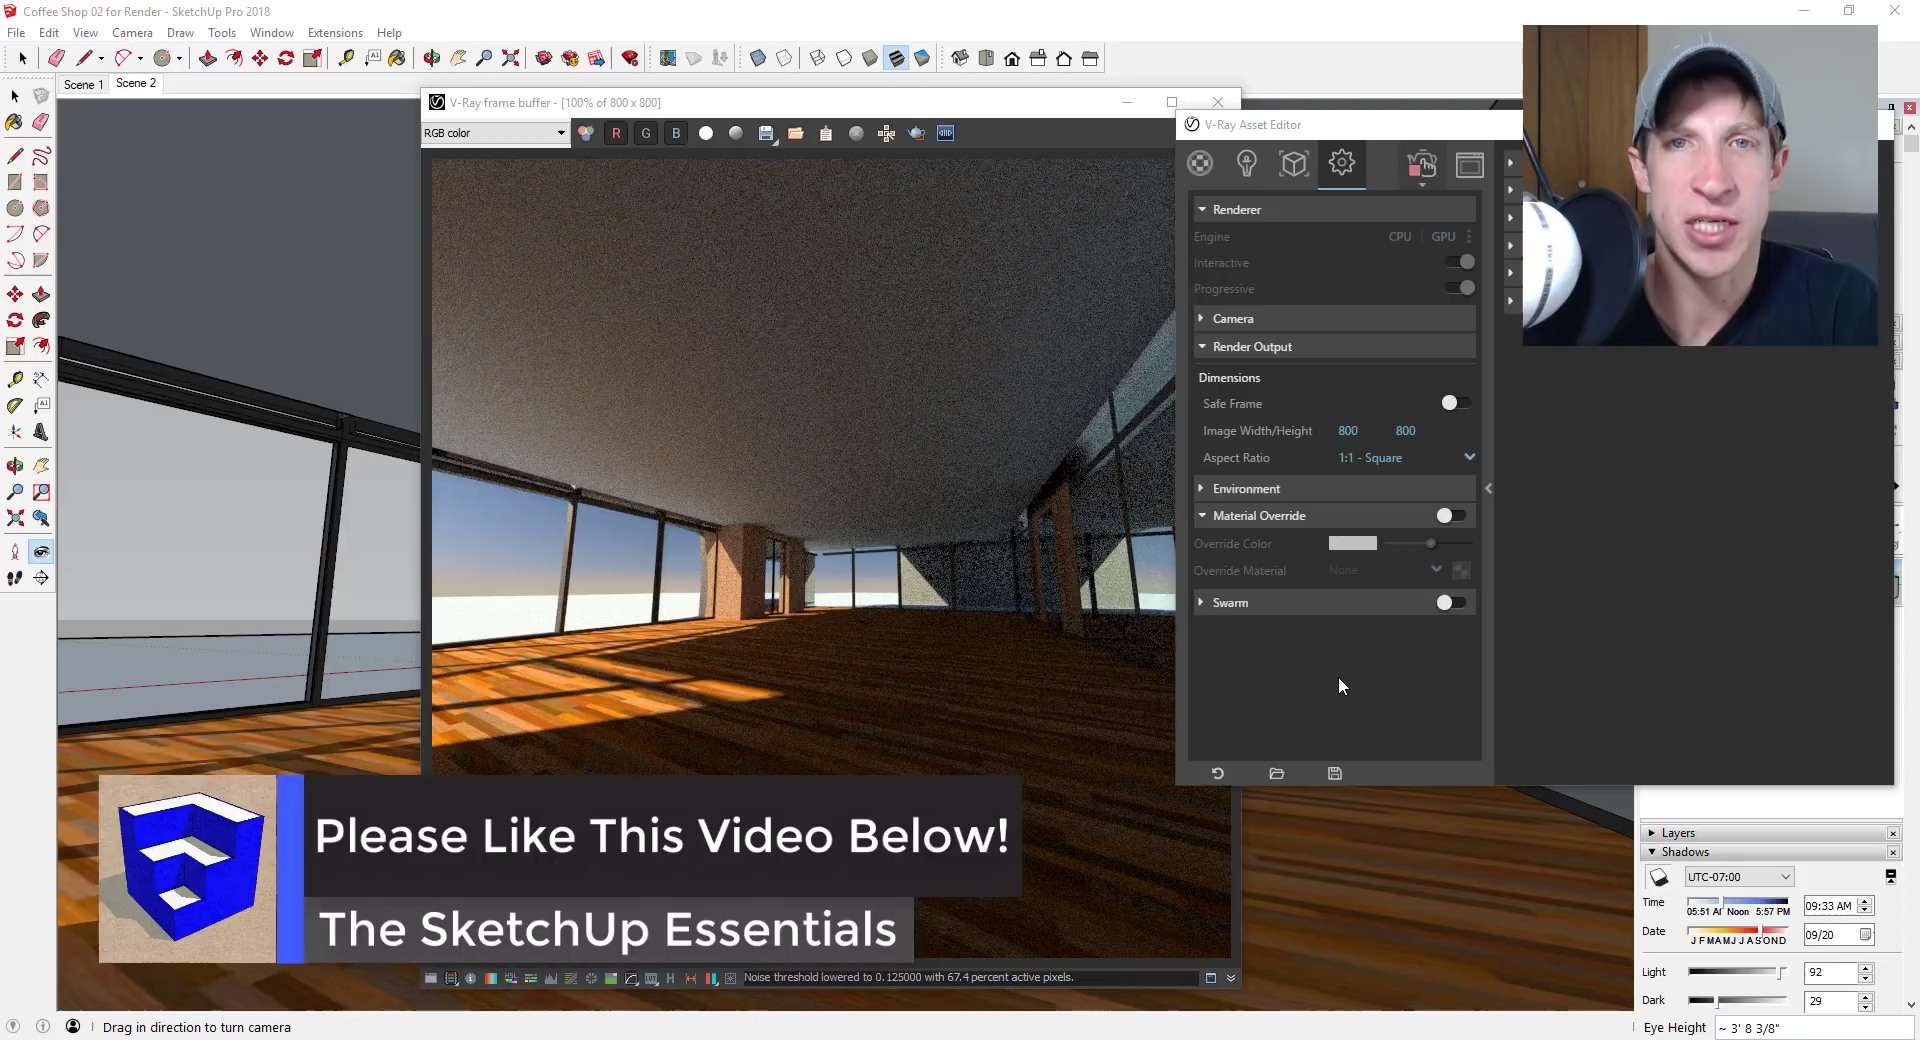 Coffee Shop 02 for Render - SketchUp Pro 2018
File Edit View Camera Draw Tools Window Extensions Help
Scene 1 Scene 2
V-Ray frame buffer - [100% of 800 x 800]
RGB color
R G B
V-Ray Asset Editor
Renderer
Engine CPU GPU
Interactive
Progressive
Camera
Render Output
Dimensions
Safe Frame
Image Width/Height 800 800
Aspect Ratio 1:1 - Square
Environment
Material Override
Override Color
Override Material None
Swarm
Please Like This Video Below!
The SketchUp Essentials
Noise threshold lowered to 0.125000 with 67.4 percent active pixels.
Layers
Shadows
UTC-07:00
Time 05:51 AM Noon 5:57 PM 09:33 AM
Date J F M A M J J A S O N D 09/20
Light 92
Dark 29
Drag in direction to turn camera
Eye Height ~ 3' 8 3/8"